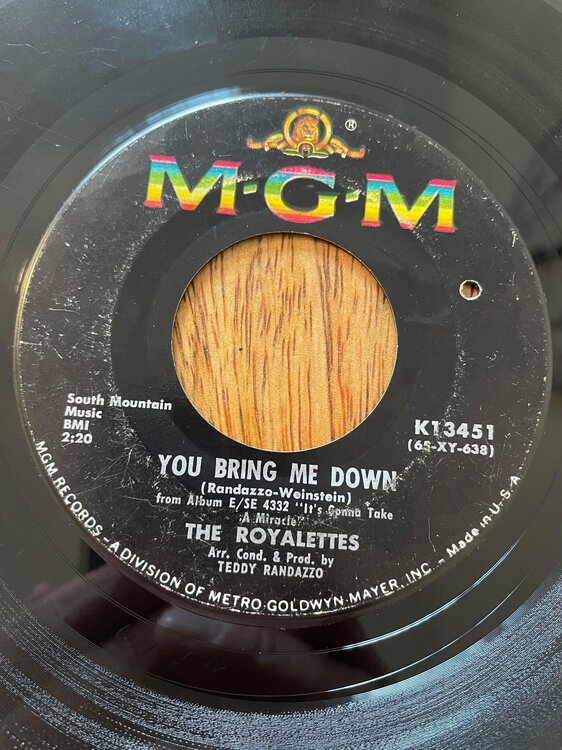 ®
M-G-M
South Mountain
Music
BMI
2:20
K13451
(65-XY-638)
YOU BRING ME DOWN
(Randazzo-Weinstein)
from Album E/SE 4332 "It's Gonna Take
A Miracle"
THE ROYALETTES
Arr. Cond. & Prod. by
TEDDY RANDAZZO
MGM RECORDS - A DIVISION OF METRO-GOLDWYN-MAYER, INC. - Made in U.S.A.